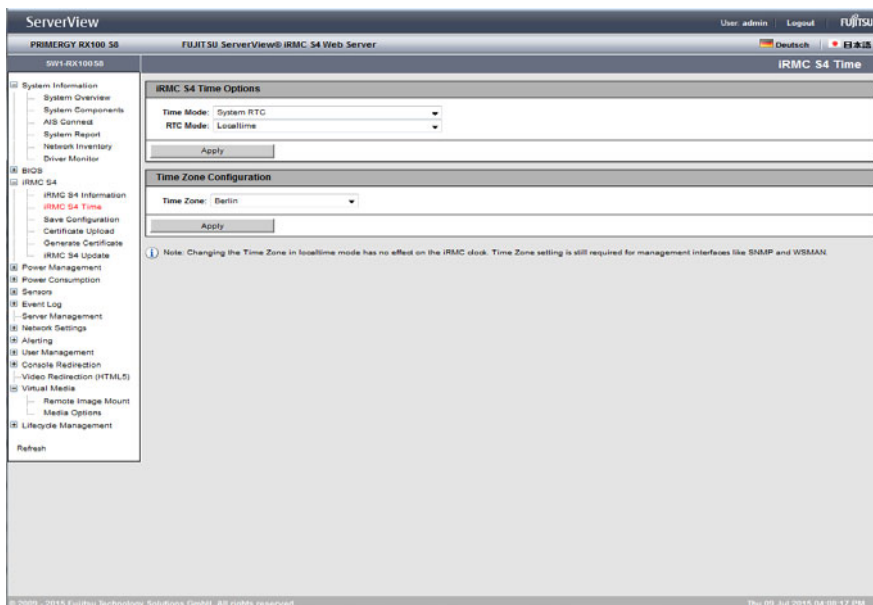 ServerView
User: admin Logout FUJITSU
PRIMERGY RX100 S8 FUJITSU ServerView® iRMC S4 Web Server Deutsch 日本語
SW1-RX100S8 iRMC S4 Time
System Information
System Overview
System Components
AIS Connect
System Report
Network Inventory
Driver Monitor
BIOS
iRMC S4
iRMC S4 Information
iRMC S4 Time
Save Configuration
Certificate Upload
Generate Certificate
iRMC S4 Update
Power Management
Power Consumption
Sensors
Event Log
Server Management
Network Settings
Alerting
User Management
Console Redirection
Video Redirection (HTML5)
Virtual Media
Remote Image Mount
Media Options
Lifecycle Management
Refresh
iRMC S4 Time Options
Time Mode: System RTC
RTC Mode: Localtime
Apply
Time Zone Configuration
Time Zone: Berlin
Apply
Note: Changing the Time Zone in localtime mode has no effect on the iRMC clock. Time Zone setting is still required for management interfaces like SNMP and WSMAN.
© 2009 - 2015 Fujitsu Technology Solutions GmbH. All rights reserved. Thu 09 Jul 2015 04:00:17 PM